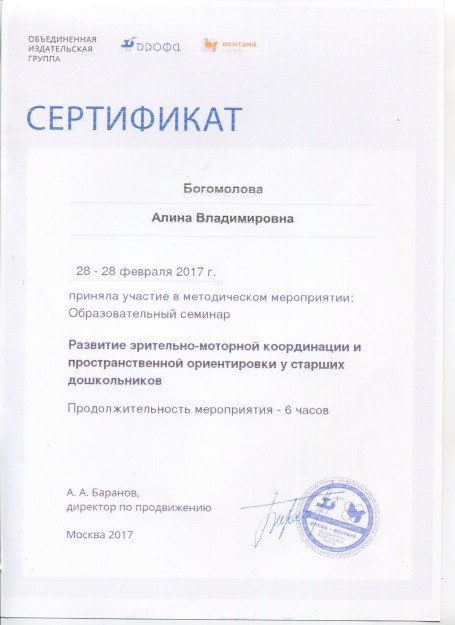 ОБЪЕДИНЕННАЯ
ИЗДАТЕЛЬСКАЯ
ГРУППА
дрофа
вентана
граф
СЕРТИФИКАТ
Богомолова
Алина Владимировна
28 - 28 февраля 2017 г.
приняла участие в методическом мероприятии:
Образовательный семинар
Развитие зрительно-моторной координации и
пространственной ориентировки у старших
дошкольников
Продолжительность мероприятия - 6 часов
А. А. Баранов,
директор по продвижению
Москва 2017
ДРОФА – ВЕНТАНА